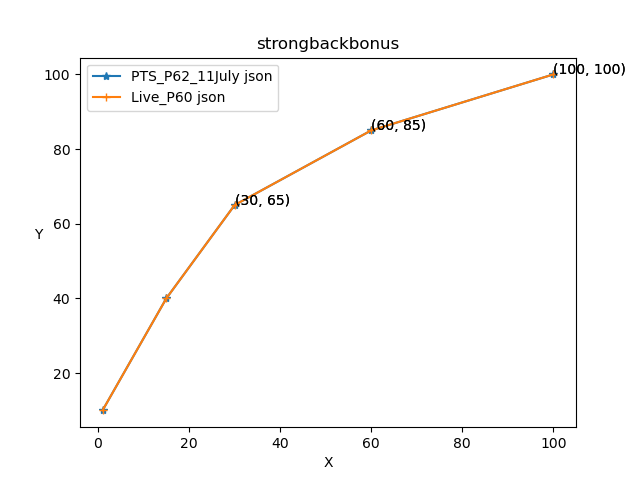 strongbackbonus
PTS_P62_11July json
Live_P60 json
(100, 100)
(60, 85)
(30, 65)
100
80
60
40
20
Y
0 20 40 60 80 100
X